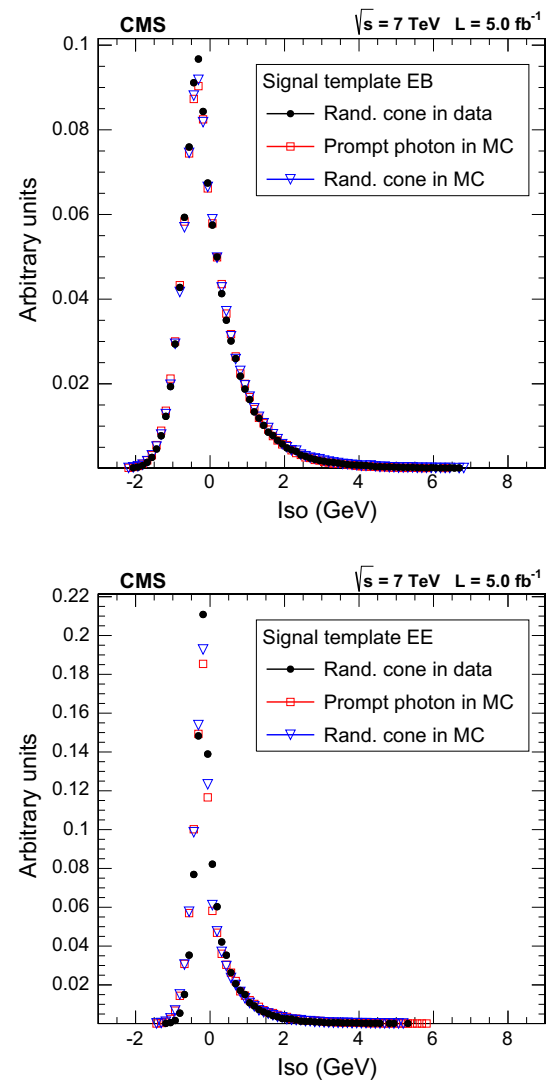 CMS √s = 7 TeV L = 5.0 fb⁻¹
Signal template EB
Rand. cone in data
Prompt photon in MC
Rand. cone in MC
Arbitrary units
0.1
0.08
0.06
0.04
0.02
-2 0 2 4 6 8
Iso (GeV)
CMS √s = 7 TeV L = 5.0 fb⁻¹
Signal template EE
Rand. cone in data
Prompt photon in MC
Rand. cone in MC
Arbitrary units
0.22
0.2
0.18
0.16
0.14
0.12
0.1
0.08
0.06
0.04
0.02
-2 0 2 4 6 8
Iso (GeV)